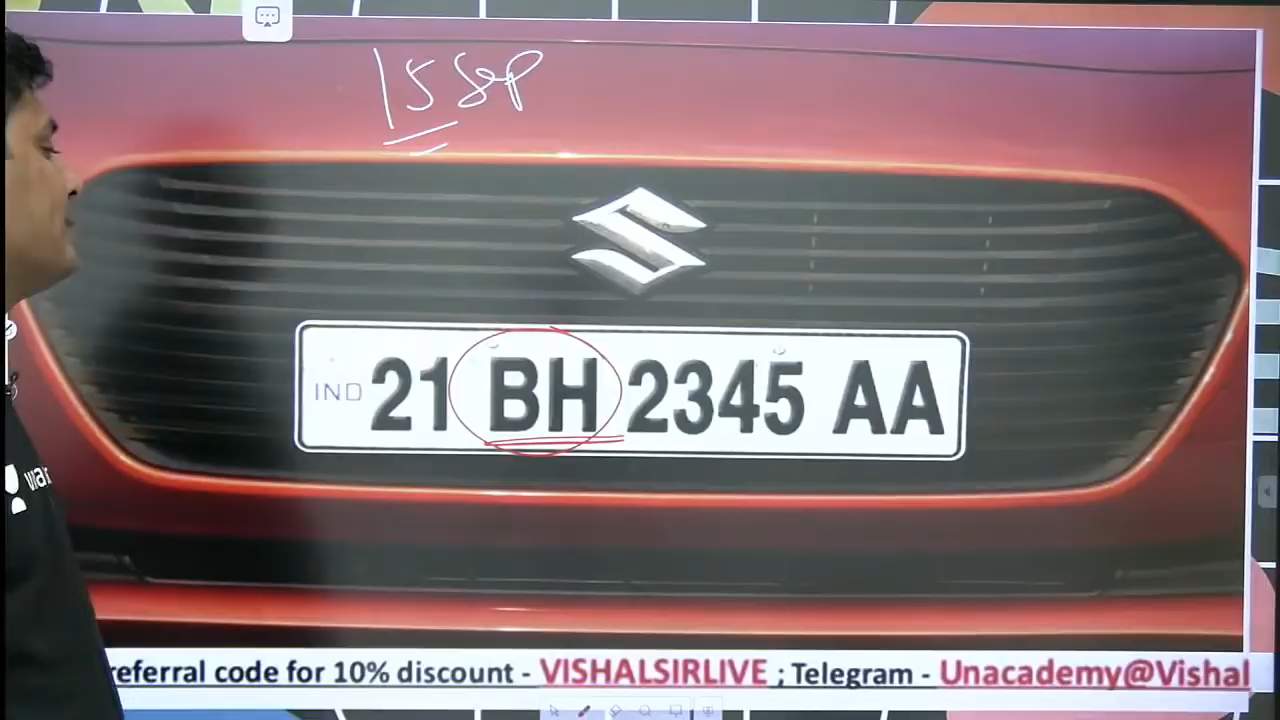 15 Sep
IND 21 BH 2345 AA
referral code for 10% discount - VISHALSIRLIVE ; Telegram - Unacademy@Vishal